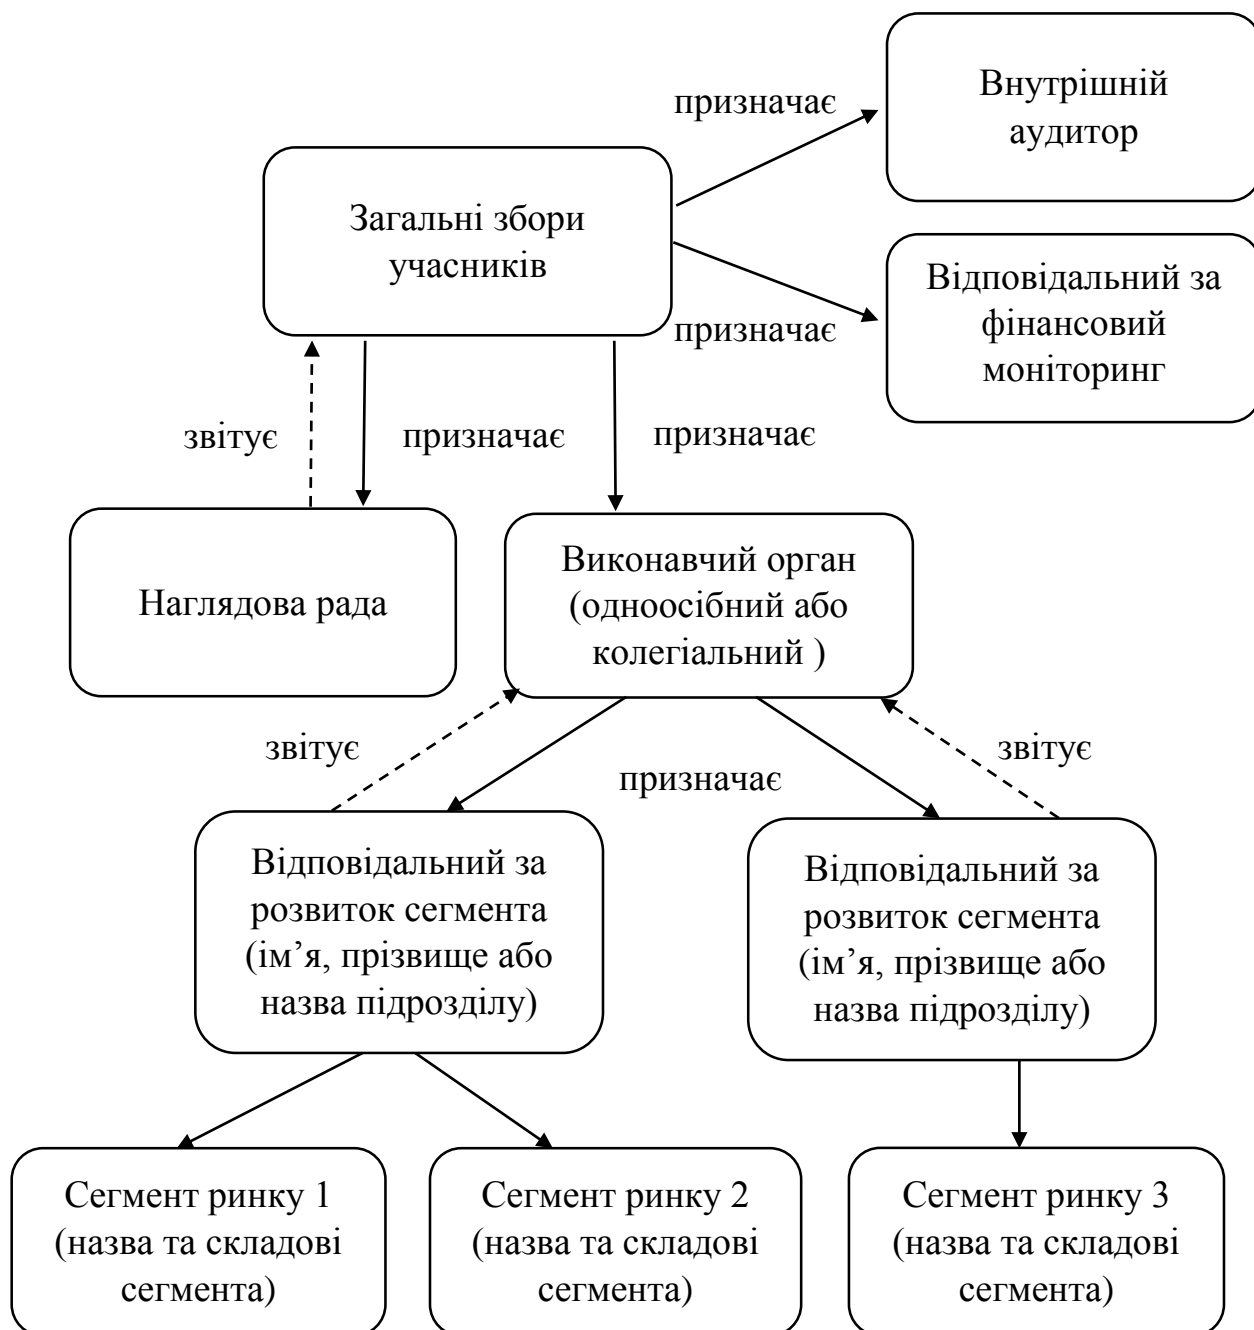 призначає
Внутрішній
аудитор
Загальні збори
учасників
Відповідальний за
фінансовий
моніторинг
призначає
звітує
призначає
призначає
Наглядова рада
Виконавчий орган
(одноосібний або
колегіальний )
звітує
призначає
звітує
Відповідальний за
розвиток сегмента
(ім’я, прізвище або
назва підрозділу)
Відповідальний за
розвиток сегмента
(ім’я, прізвище або
назва підрозділу)
Сегмент ринку 1
(назва та складові
сегмента)
Сегмент ринку 2
(назва та складові
сегмента)
Сегмент ринку 3
(назва та складові
сегмента)